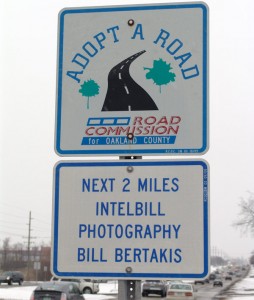 ADOPT A ROAD
ROAD
COMMISSION
for OAKLAND COUNTY
NEXT 2 MILES
INTELBILL
PHOTOGRAPHY
BILL BERTAKIS